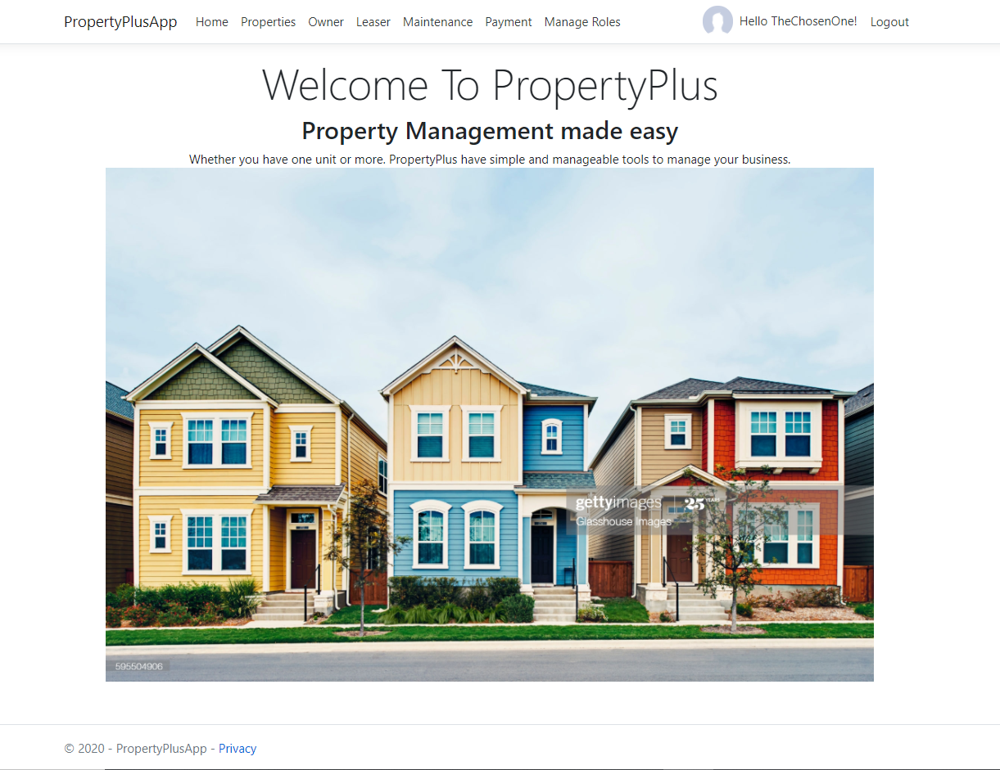 PropertyPlusApp Home Properties Owner Leaser Maintenance Payment Manage Roles Hello TheChosenOne! Logout
Welcome To PropertyPlus
Property Management made easy
Whether you have one unit or more. PropertyPlus have simple and manageable tools to manage your business.
gettyimages 25 YEARS
Glasshouse Images
595504906
© 2020 - PropertyPlusApp - Privacy